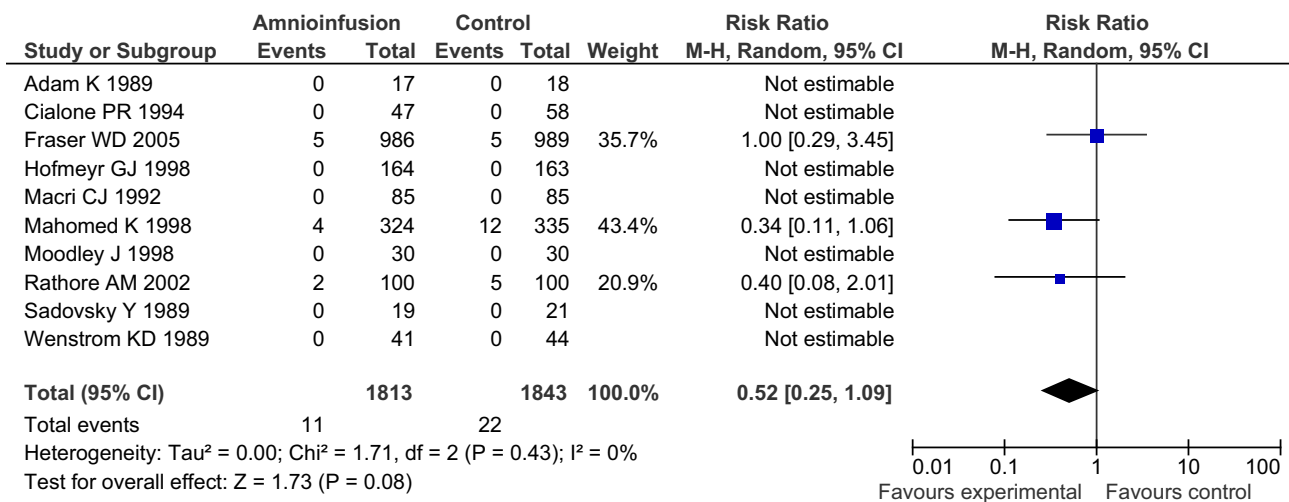 Amnioinfusion Control Risk Ratio Risk Ratio
Study or Subgroup Events Total Events Total Weight M-H, Random, 95% CI M-H, Random, 95% CI
Adam K 1989 0 17 0 18 Not estimable
Cialone PR 1994 0 47 0 58 Not estimable
Fraser WD 2005 5 986 5 989 35.7% 1.00 [0.29, 3.45]
Hofmeyr GJ 1998 0 164 0 163 Not estimable
Macri CJ 1992 0 85 0 85 Not estimable
Mahomed K 1998 4 324 12 335 43.4% 0.34 [0.11, 1.06]
Moodley J 1998 0 30 0 30 Not estimable
Rathore AM 2002 2 100 5 100 20.9% 0.40 [0.08, 2.01]
Sadovsky Y 1989 0 19 0 21 Not estimable
Wenstrom KD 1989 0 41 0 44 Not estimable
Total (95% CI) 1813 1843 100.0% 0.52 [0.25, 1.09]
Total events 11 22
Heterogeneity: Tau² = 0.00; Chi² = 1.71, df = 2 (P = 0.43); I² = 0%
Test for overall effect: Z = 1.73 (P = 0.08)
0.01 0.1 1 10 100
Favours experimental Favours control